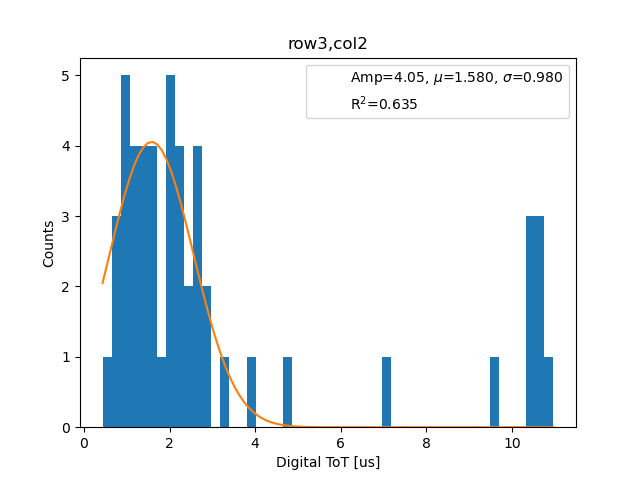 row3,col2
Amp=4.05, μ=1.580, σ=0.980
R²=0.635
Counts
5
4
3
2
1
0
0 2 4 6 8 10
Digital ToT [us]